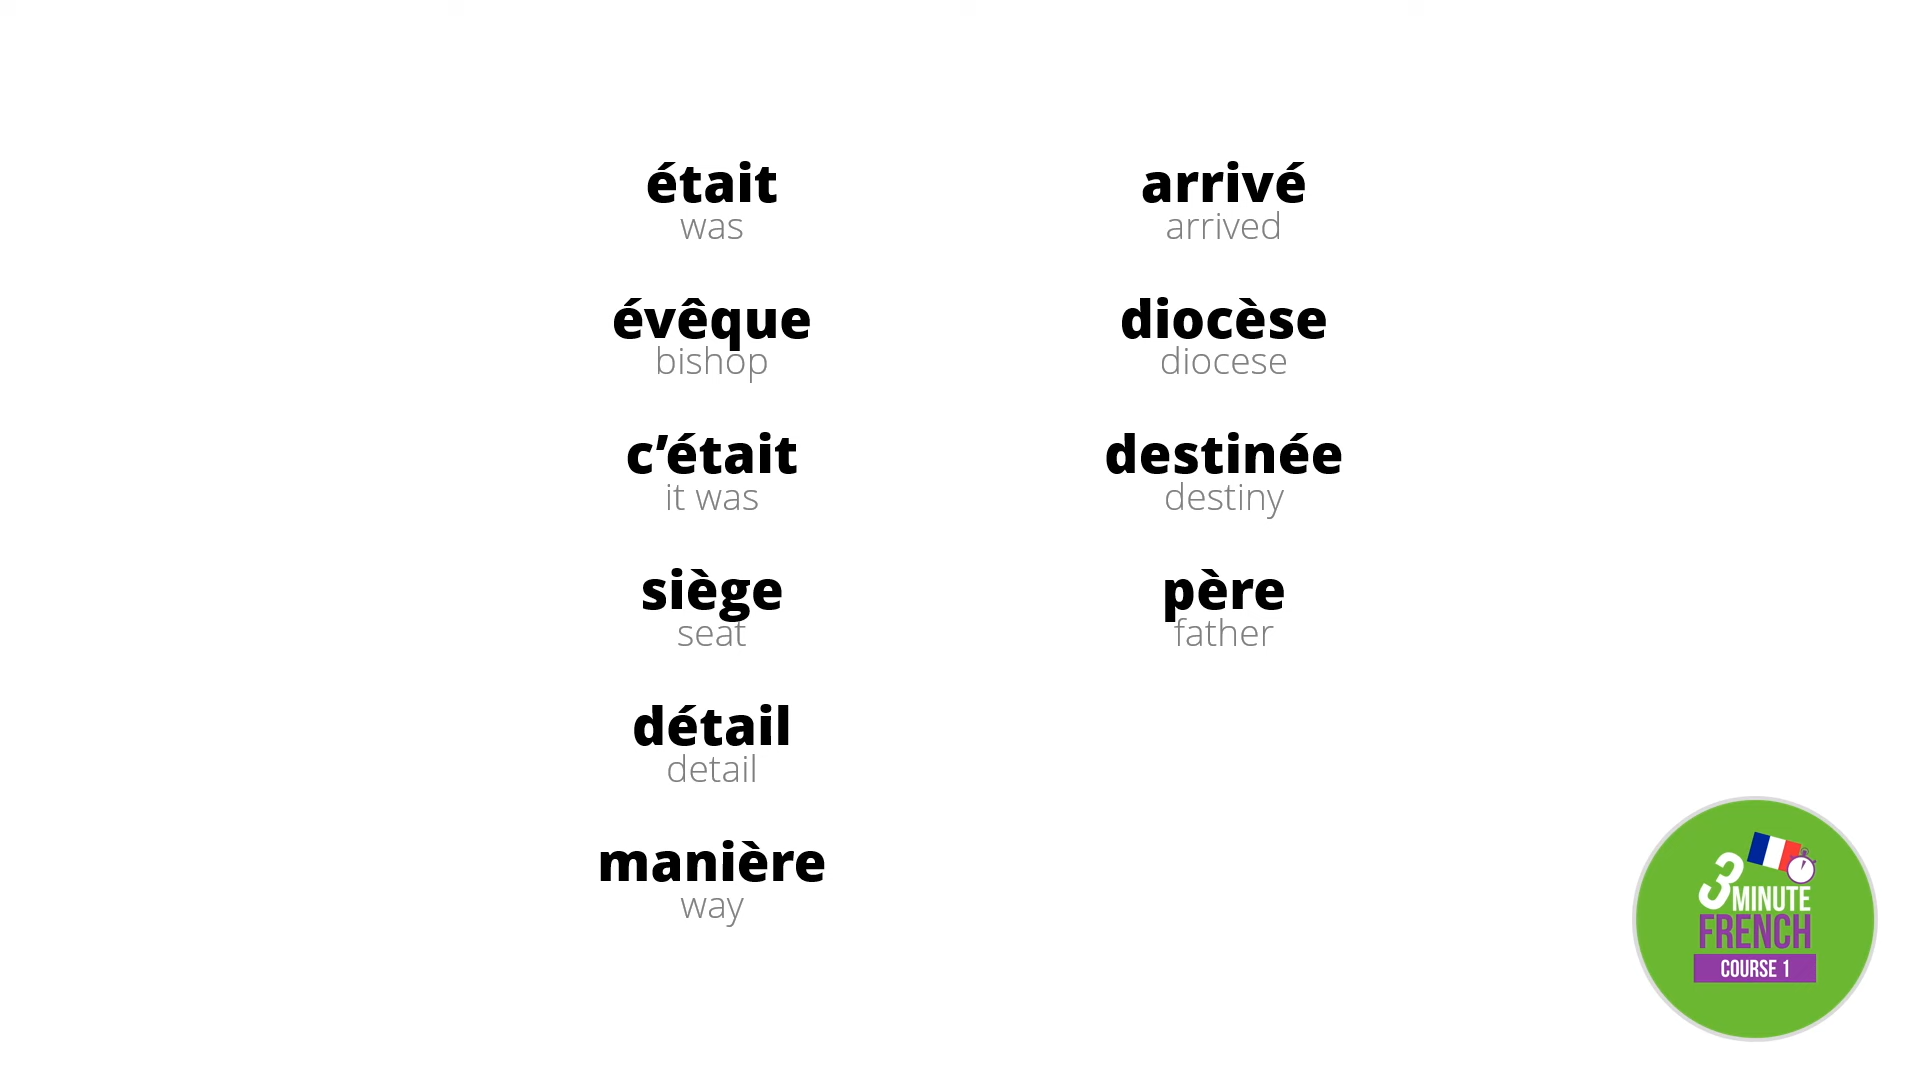 était
was
évêque
bishop
c’était
it was
siège
seat
détail
detail
manière
way
arrivé
arrived
diocèse
diocese
destinée
destiny
père
father
3 MINUTE
FRENCH
COURSE 1